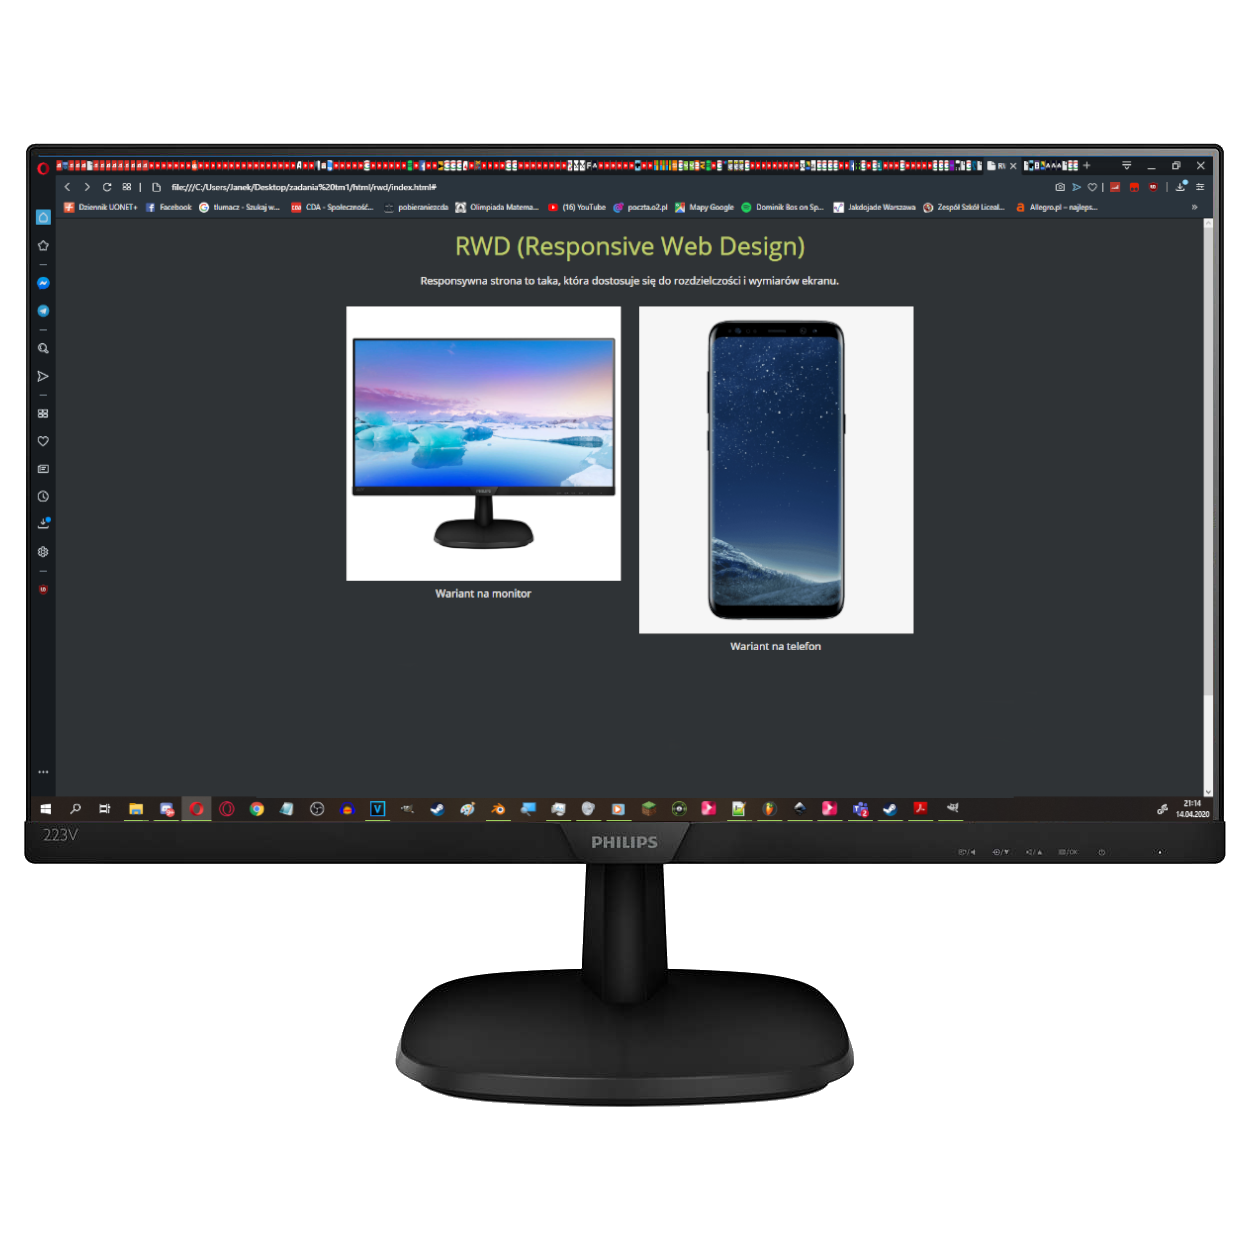 file:///C:/Users/Janek/Desktop/zadania%20tm1/html/rwd/index.html#
Dziennik UONET+ Facebook tłumacz - Szukaj w... CDA - Społeczność... pobieraniezcda Olimpiada Matema... (16) YouTube poczta.o2.pl Mapy Google Dominik Bos on Sp... Jakdojade Warszawa Zespół Szkół Liceal... Allegro.pl – najleps...
RWD (Responsive Web Design)
Responsywna strona to taka, która dostosuje się do rozdzielczości i wymiarów ekranu.
Wariant na monitor
Wariant na telefon
21:14
14.04.2020
223V
PHILIPS